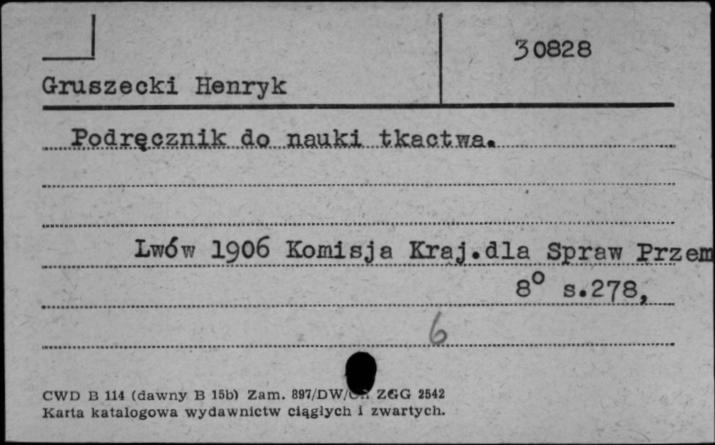 30828
Gruszecki Henryk
Podręcznik do nauki tkactwa.
Lwów 1906 Komisja Kraj.dla Spraw Przem
8° s.278,
6
CWD B 114 (dawny B 15b) Zam. 897/DW/ ZGG 2542
Karta katalogowa wydawnictw ciągłych i zwartych.